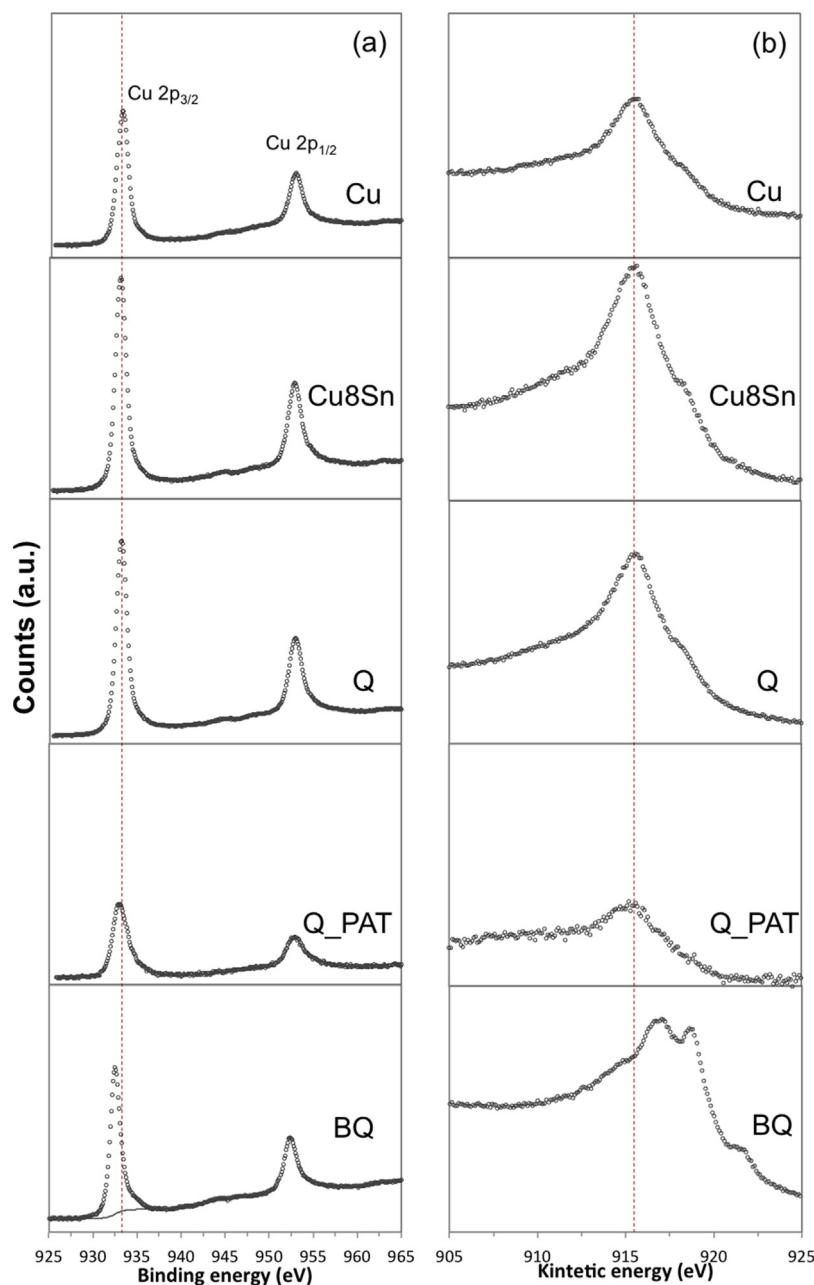 (a)
Cu 2p3/2
Cu 2p1/2
Cu
Cu8Sn
Q
Q_PAT
BQ
Counts (a.u.)
925 930 935 940 945 950 955 960 965
Binding energy (eV)
(b)
Cu
Cu8Sn
Q
Q_PAT
BQ
905 910 915 920 925
Kintetic energy (eV)